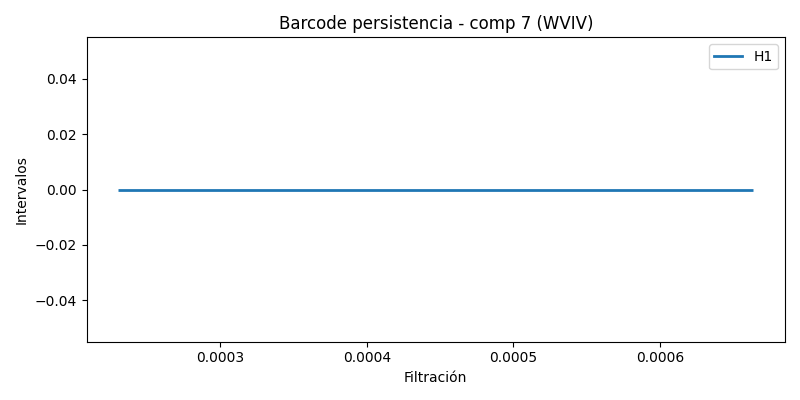 Barcode persistencia - comp 7 (WVIV)
H1
0.04
0.02
0.00
−0.02
−0.04
Intervalos
0.0003 0.0004 0.0005 0.0006
Filtración